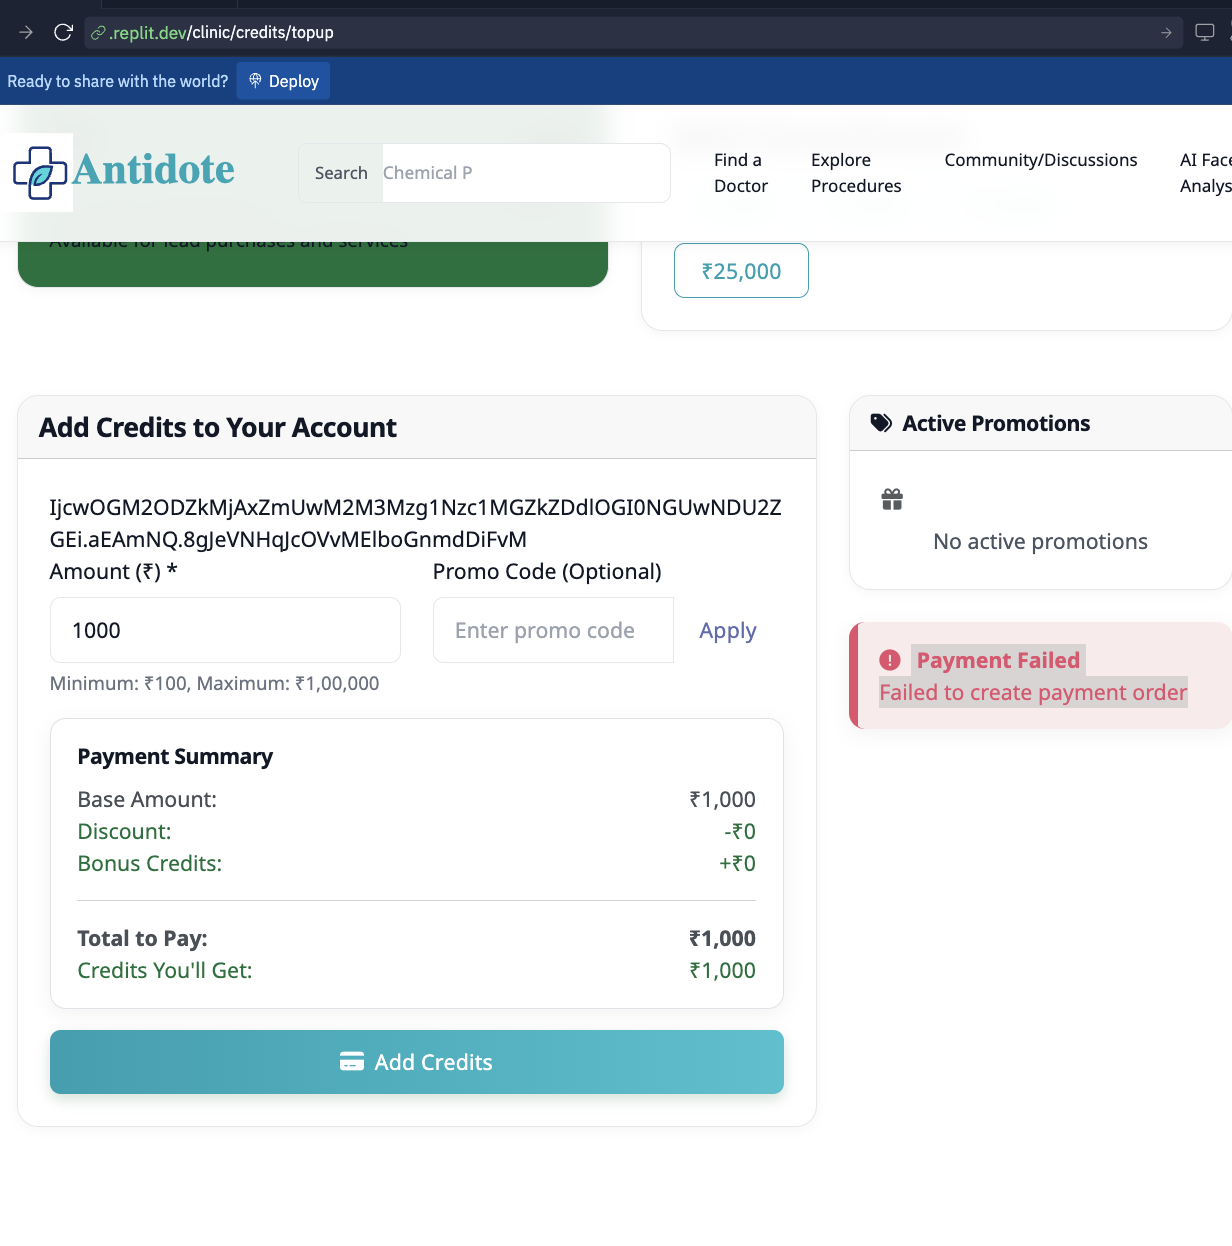 .replit.dev/clinic/credits/topup
Ready to share with the world? Deploy
Antidote
Search Chemical P
Find a
Doctor
Explore
Procedures
Community/Discussions
AI Face
Analys
Available for lead purchases and services
₹25,000
Add Credits to Your Account
IjcwOGM2ODZkMjAxZmUwM2M3Mzg1Nzc1MGZkZDdlOGI0NGUwNDU2Z
GEi.aEAmNQ.8gJeVNHqJcOVvMElboGnmdDiFvM
Amount (₹) *
Promo Code (Optional)
1000
Enter promo code
Apply
Minimum: ₹100, Maximum: ₹1,00,000
Payment Summary
Base Amount: ₹1,000
Discount: -₹0
Bonus Credits: +₹0
Total to Pay: ₹1,000
Credits You'll Get: ₹1,000
Add Credits
Active Promotions
No active promotions
Payment Failed
Failed to create payment order